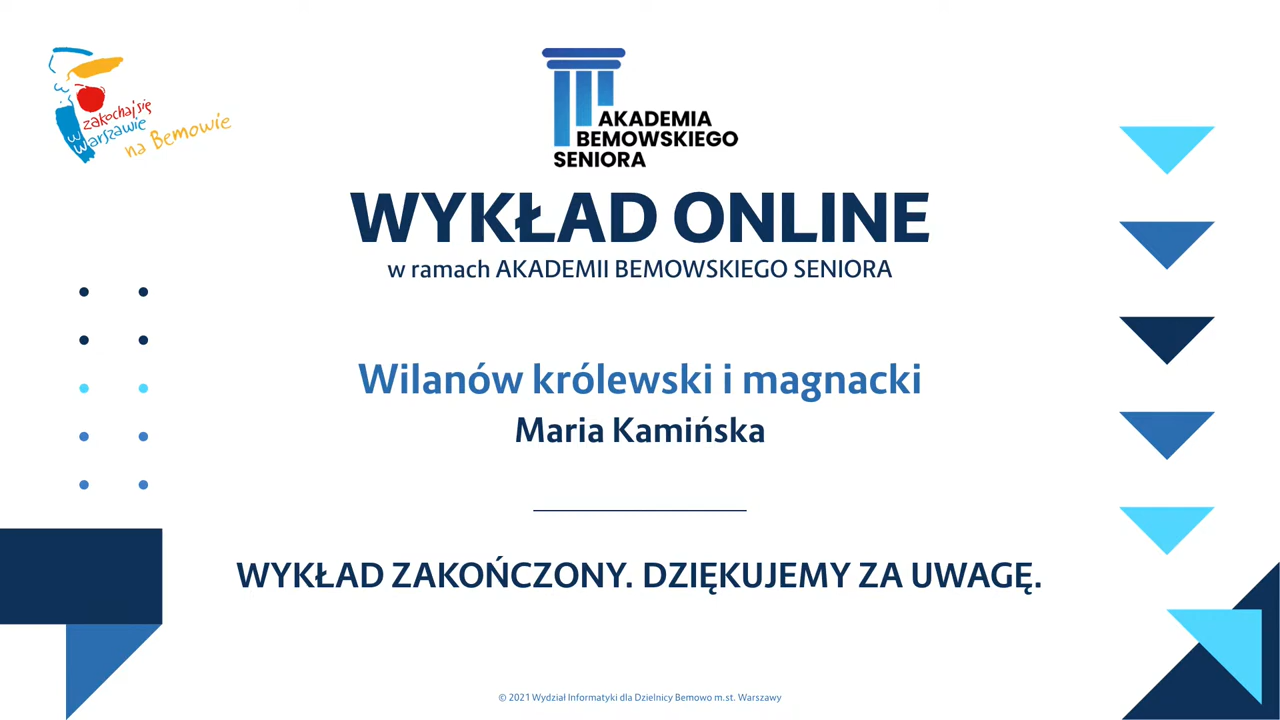 zakochaj się
w Warszawie
na Bemowie
AKADEMIA
BEMOWSKIEGO
SENIORA
WYKŁAD ONLINE
w ramach AKADEMII BEMOWSKIEGO SENIORA
Wilanów królewski i magnacki
Maria Kamińska
WYKŁAD ZAKOŃCZONY. DZIĘKUJEMY ZA UWAGĘ.
© 2021 Wydział Informatyki dla Dzielnicy Bemowo m.st. Warszawy